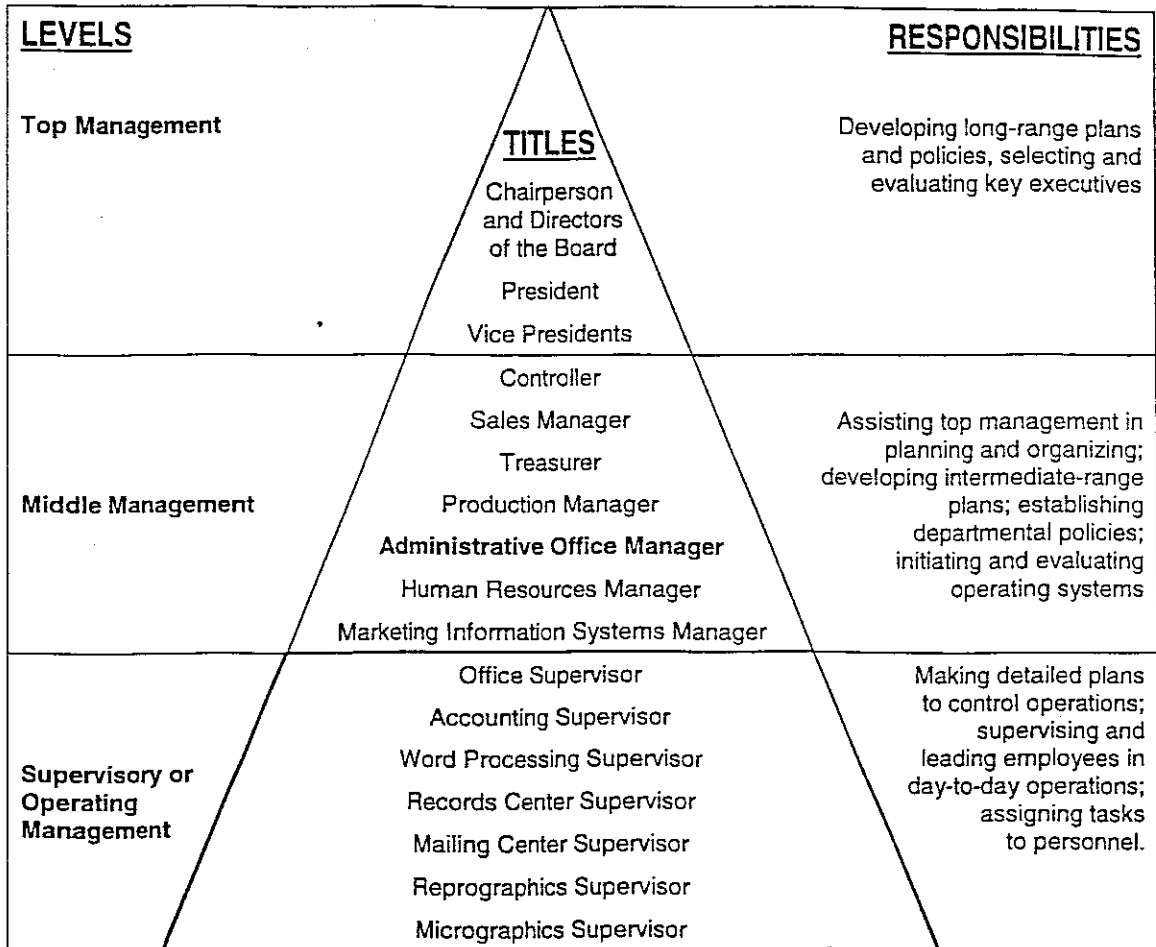 LEVELS
RESPONSIBILITIES
Top Management
TITLES
Chairperson
and Directors
of the Board
President
Vice Presidents
Developing long-range plans
and policies, selecting and
evaluating key executives
Middle Management
Controller
Sales Manager
Treasurer
Production Manager
Administrative Office Manager
Human Resources Manager
Marketing Information Systems Manager
Assisting top management in
planning and organizing;
developing intermediate-range
plans; establishing
departmental policies;
initiating and evaluating
operating systems
Supervisory or
Operating
Management
Office Supervisor
Accounting Supervisor
Word Processing Supervisor
Records Center Supervisor
Mailing Center Supervisor
Reprographics Supervisor
Micrographics Supervisor
Making detailed plans
to control operations;
supervising and
leading employees in
day-to-day operations;
assigning tasks
to personnel.